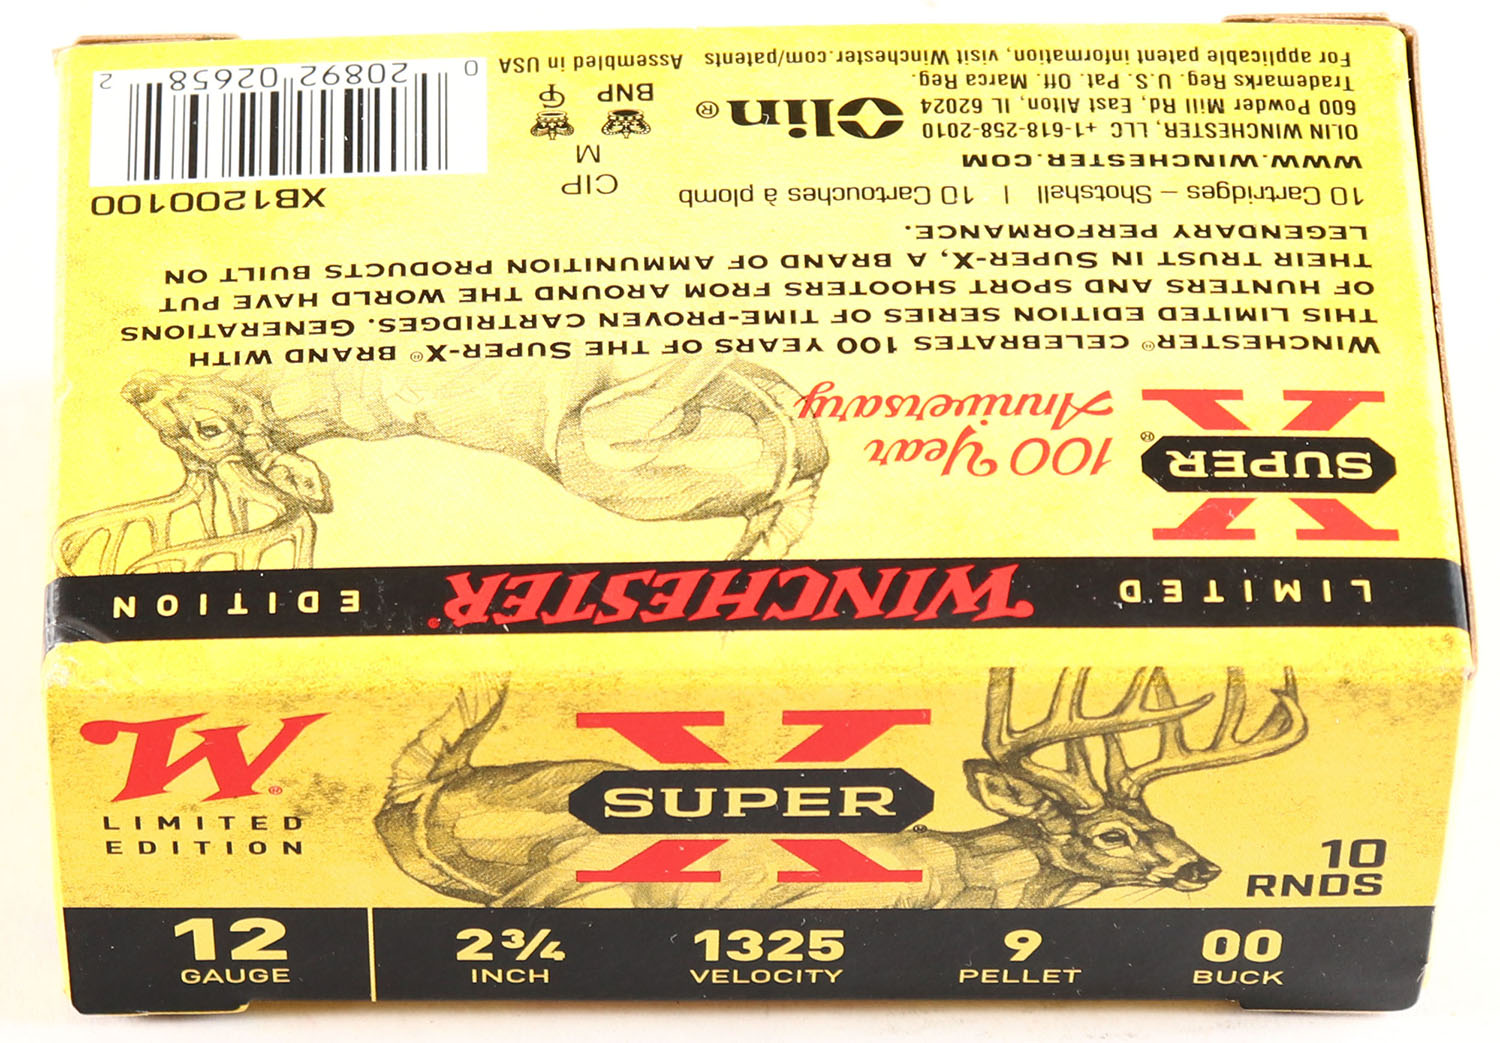 For applicable patent information, visit Winchester.com/patents
Trademarks Reg. U.S. Pat. Off. Marca Reg.
600 Powder Mill Rd, East Alton, IL 62024
OLIN WINCHESTER, LLC +1-618-258-2010
WWW.WINCHESTER.COM
10 Cartridges – Shotshell | 10 Cartouches à plomb
Olin®
Assembled in USA
BNP
CIP
M
0 20892 02658 2
XB1200100
WINCHESTER® CELEBRATES 100 YEARS OF THE SUPER-X® BRAND WITH
THIS LIMITED EDITION SERIES OF TIME-PROVEN CARTRIDGES. GENERATIONS
OF HUNTERS AND SPORT SHOOTERS FROM AROUND THE WORLD HAVE PUT
THEIR TRUST IN SUPER-X, A BRAND OF AMMUNITION PRODUCTS BUILT ON
LEGENDARY PERFORMANCE.
X
SUPER®
100 Year
Anniversary
LIMITED WINCHESTER® EDITION
W®
LIMITED
EDITION
X
SUPER®
10
RNDS
12
GAUGE
2¾
INCH
1325
VELOCITY
9
PELLET
00
BUCK